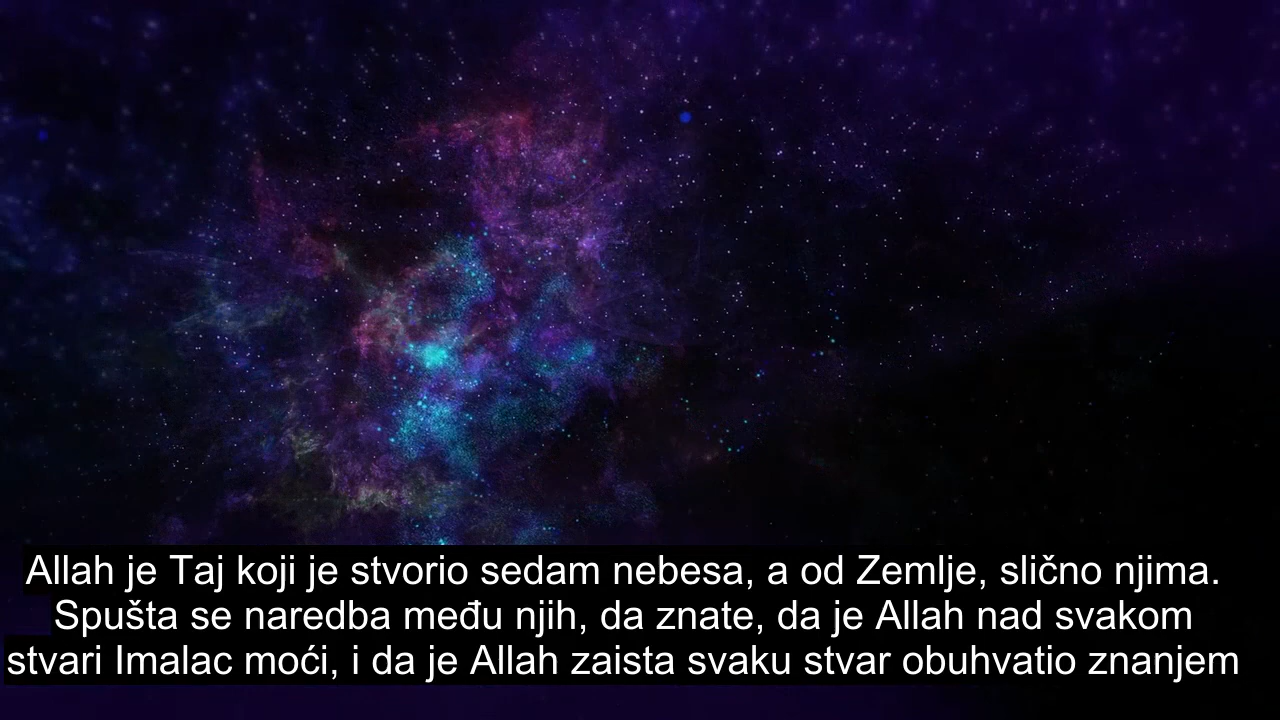 Allah je Taj koji je stvorio sedam nebesa, a od Zemlje, slično njima.
Spušta se naredba među njih, da znate, da je Allah nad svakom
stvari Imalac moći, i da je Allah zaista svaku stvar obuhvatio znanjem